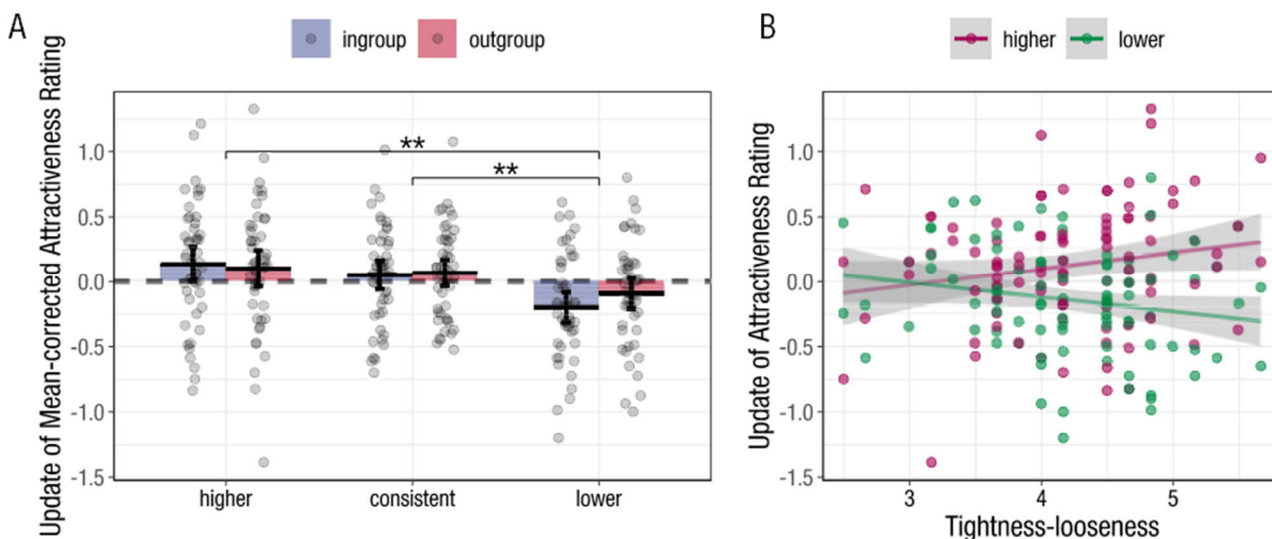 A
ingroup
outgroup
Update of Mean-corrected Attractiveness Rating
1.0
0.5
0.0
-0.5
-1.0
-1.5
**
**
higher
consistent
lower
B
higher
lower
Update of Attractiveness Rating
1.0
0.5
0.0
-0.5
-1.0
-1.5
3
4
5
Tightness-looseness